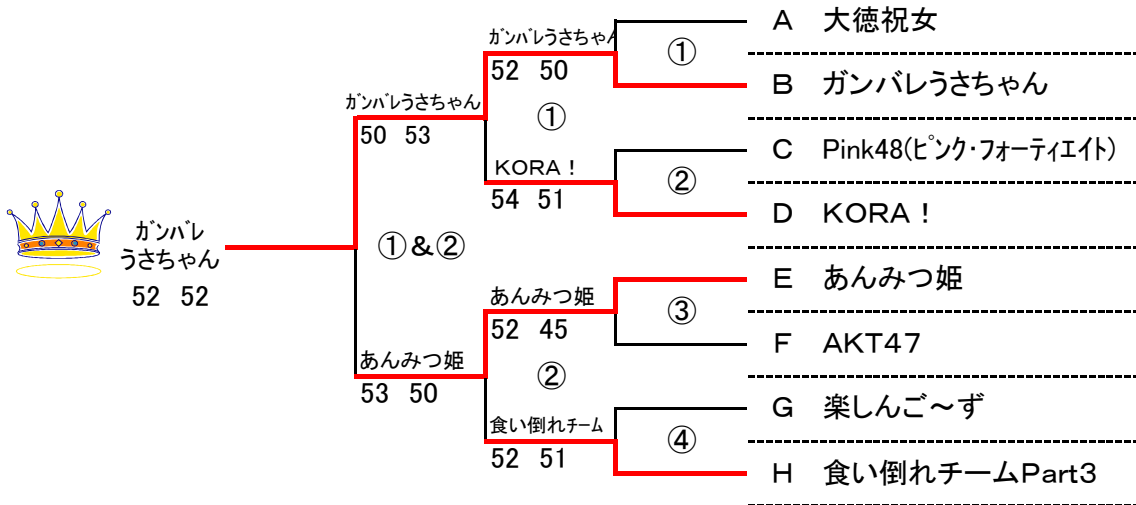 A 大徳祝女
ｶﾞﾝﾊﾞﾚうさちゃん
①
52 50
B ガンバレうさちゃん
ｶﾞﾝﾊﾞﾚうさちゃん
①
50 53
C Pink48(ﾋﾟﾝｸ・ﾌｫｰﾃｨｴｲﾄ)
KORA！
②
54 51
D KORA！
ｶﾞﾝﾊﾞﾚ
うさちゃん
①&②
52 52
E あんみつ姫
あんみつ姫
③
52 45
F AKT47
あんみつ姫
②
53 50
G 楽しんご～ず
食い倒れﾁｰﾑ
④
52 51
H 食い倒れチームPart3